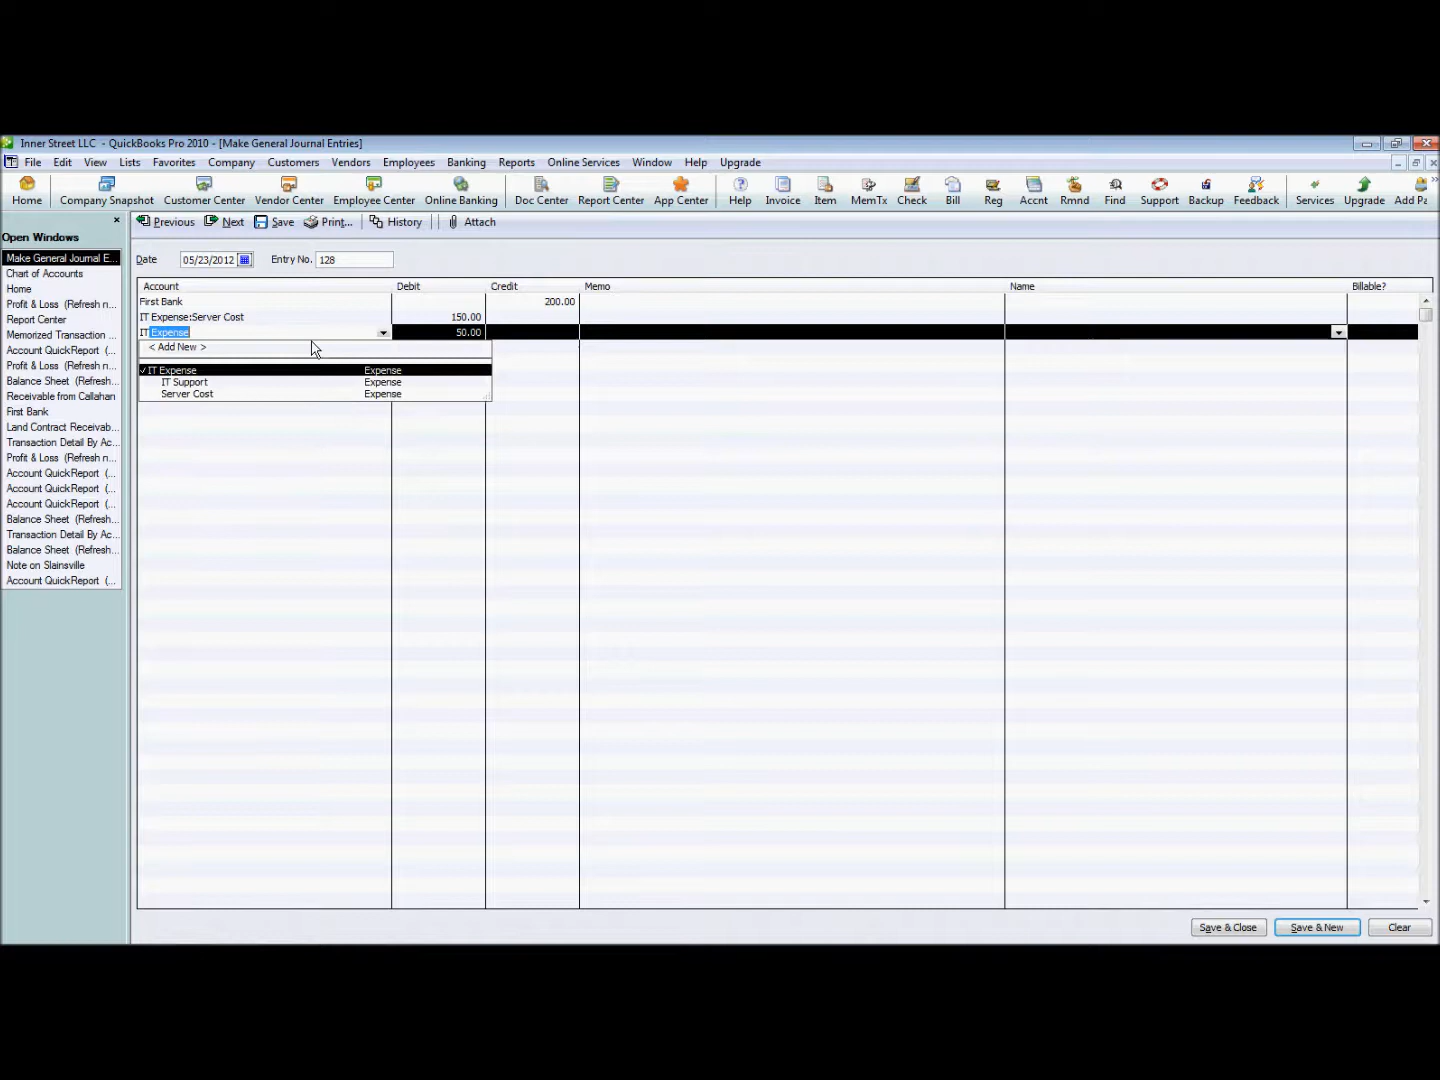 Inner Street LLC - QuickBooks Pro 2010 - [Make General Journal Entries]
File Edit View Lists Favorites Company Customers Vendors Employees Banking Reports Online Services Window Help Upgrade
Home Company Snapshot Customer Center Vendor Center Employee Center Online Banking Doc Center Report Center App Center Help Invoice Item MemTx Check Bill Reg Accnt Rmnd Find Support Backup Feedback Services Upgrade Add Pa
Previous Next Save Print... History Attach
Open Windows
Make General Journal E...
Chart of Accounts
Home
Profit & Loss (Refresh n...
Report Center
Memorized Transaction ...
Account QuickReport (...
Profit & Loss (Refresh n...
Balance Sheet (Refresh...
Receivable from Callahan
First Bank
Land Contract Receivab...
Transaction Detail By Ac...
Profit & Loss (Refresh n...
Account QuickReport (...
Account QuickReport (...
Account QuickReport (...
Balance Sheet (Refresh...
Transaction Detail By Ac...
Balance Sheet (Refresh...
Note on Slainsville
Account QuickReport (...
Date 05/23/2012 Entry No. 128
Account Debit Credit Memo Name Billable?
First Bank 200.00
IT Expense:Server Cost 150.00
IT Expense 50.00
< Add New >
✓ IT Expense Expense
IT Support Expense
Server Cost Expense
Save & Close Save & New Clear